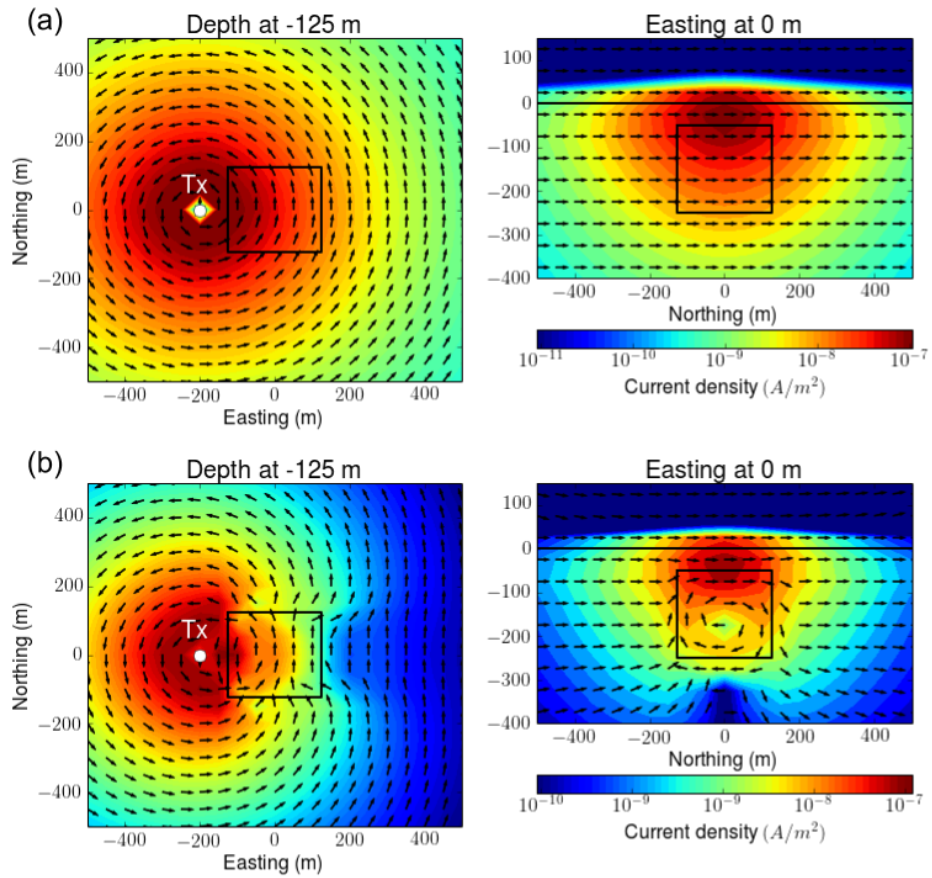 (a)
Depth at -125 m
Easting at 0 m
Northing (m)
400
200
0
−200
−400
Tx
−400 −200 0 200 400
Easting (m)
0
−100
−200
−300
−400
−400 −200 0 200 400
Northing (m)
10^-11 10^-10 10^-9 10^-8 10^-7
Current density (A/m^2)
(b)
Depth at -125 m
Easting at 0 m
Northing (m)
400
200
0
−200
−400
Tx
−400 −200 0 200 400
Easting (m)
0
−100
−200
−300
−400
−400 −200 0 200 400
Northing (m)
10^-10 10^-9 10^-8 10^-7
Current density (A/m^2)